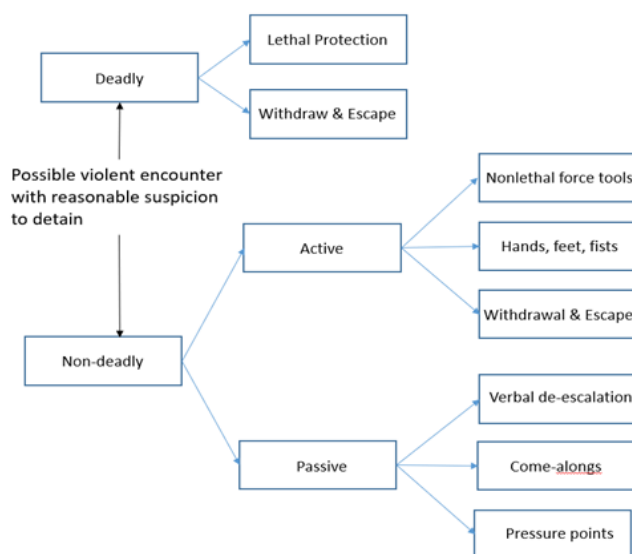 Lethal Protection
Deadly
Withdraw & Escape
Possible violent encounter
with reasonable suspicion
to detain
Nonlethal force tools
Active
Hands, feet, fists
Withdrawal & Escape
Non-deadly
Verbal de-escalation
Passive
Come-alongs
Pressure points